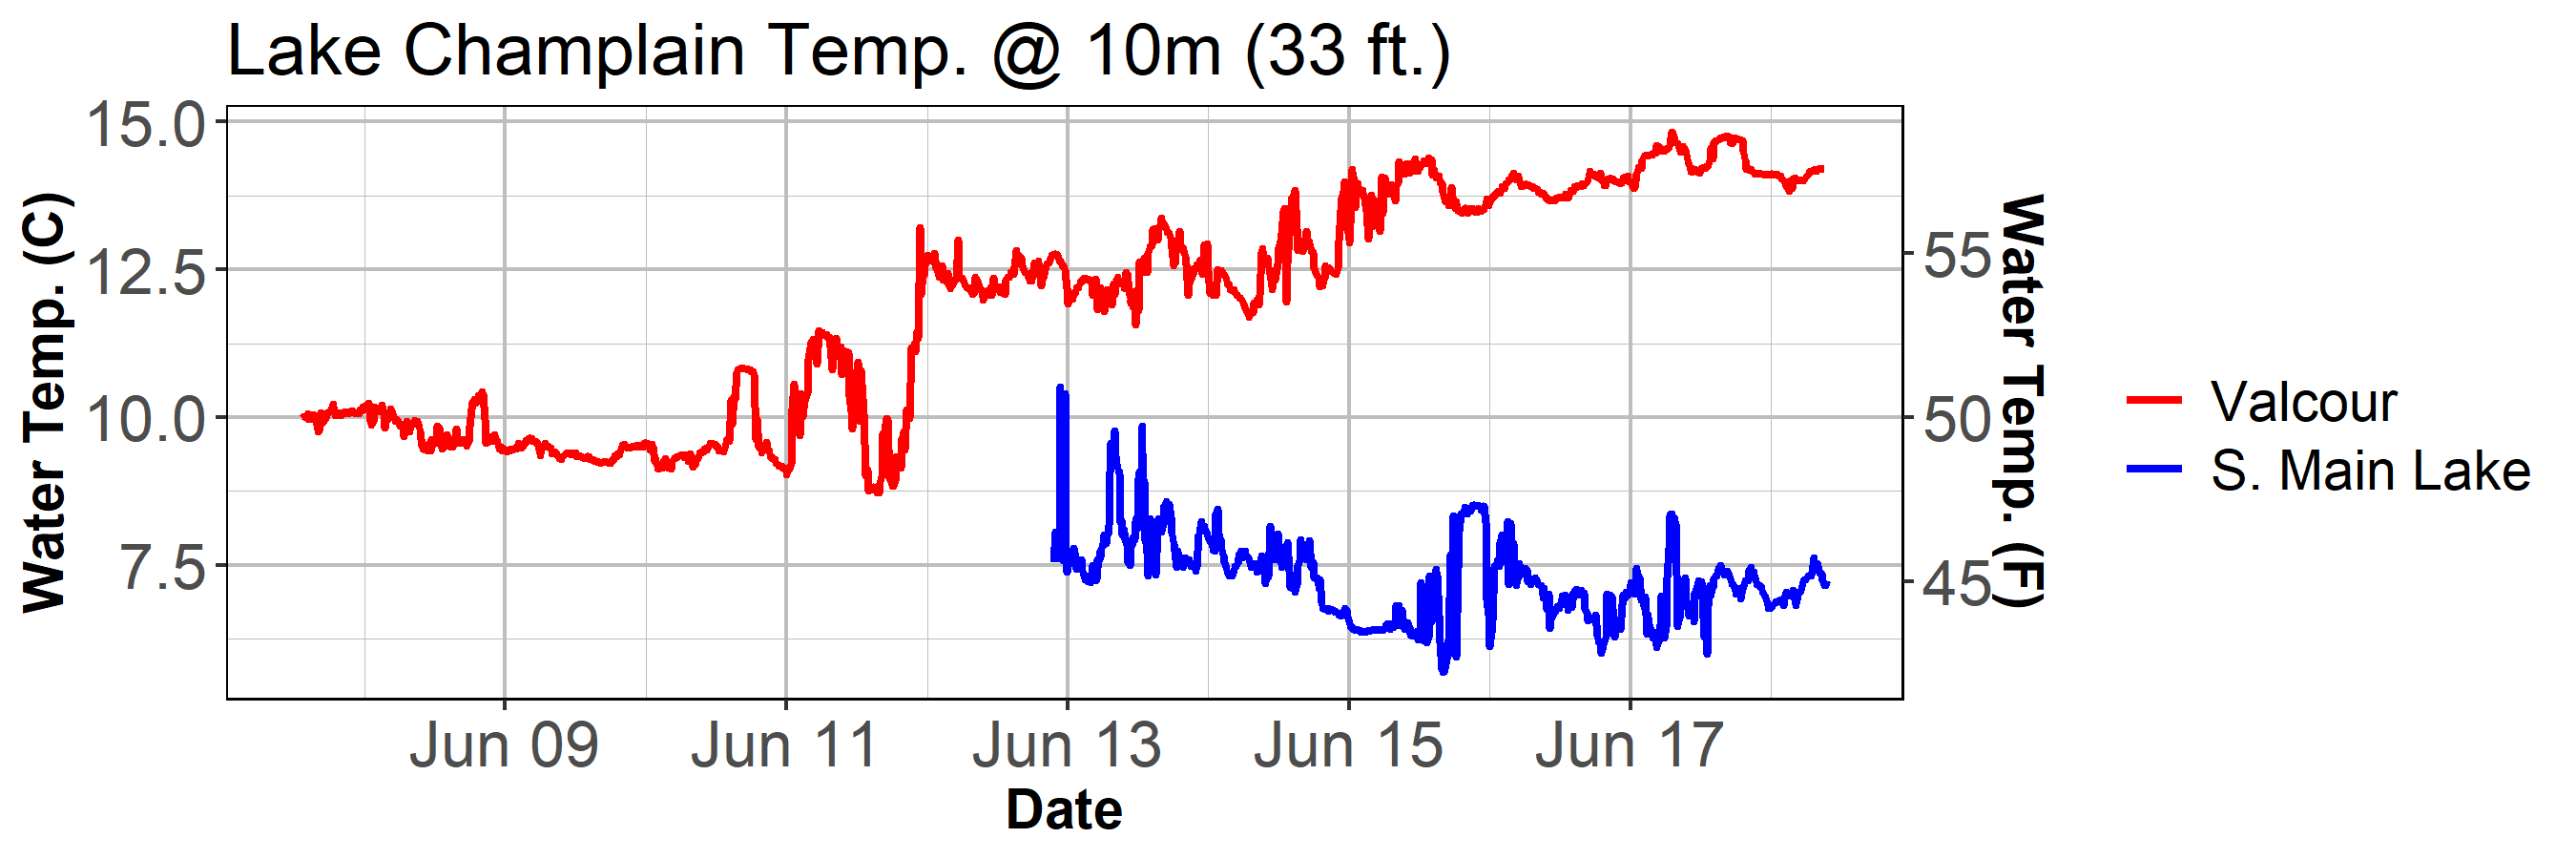 Lake Champlain Temp. @ 10m (33 ft.)
Water Temp. (C)
15.0
12.5
10.0
7.5
55
50
45
Water Temp. (F)
Jun 09
Jun 11
Jun 13
Jun 15
Jun 17
Date
Valcour
S. Main Lake